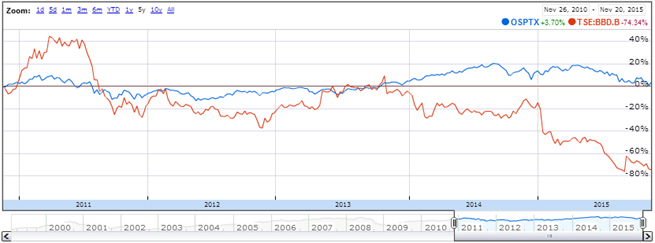 Zoom: 1d 5d 1m 3m 6m YTD 1y 5y 10y All
Nov 26, 2010 - Nov 20, 2015
OSPTX +3.70% TSE:BBD.B -74.34%
40%
20%
0%
-20%
-40%
-60%
-80%
2011 2012 2013 2014 2015
2000 2001 2002 2003 2004 2005 2006 2007 2008 2009 2010 2011 2012 2013 2014 2015